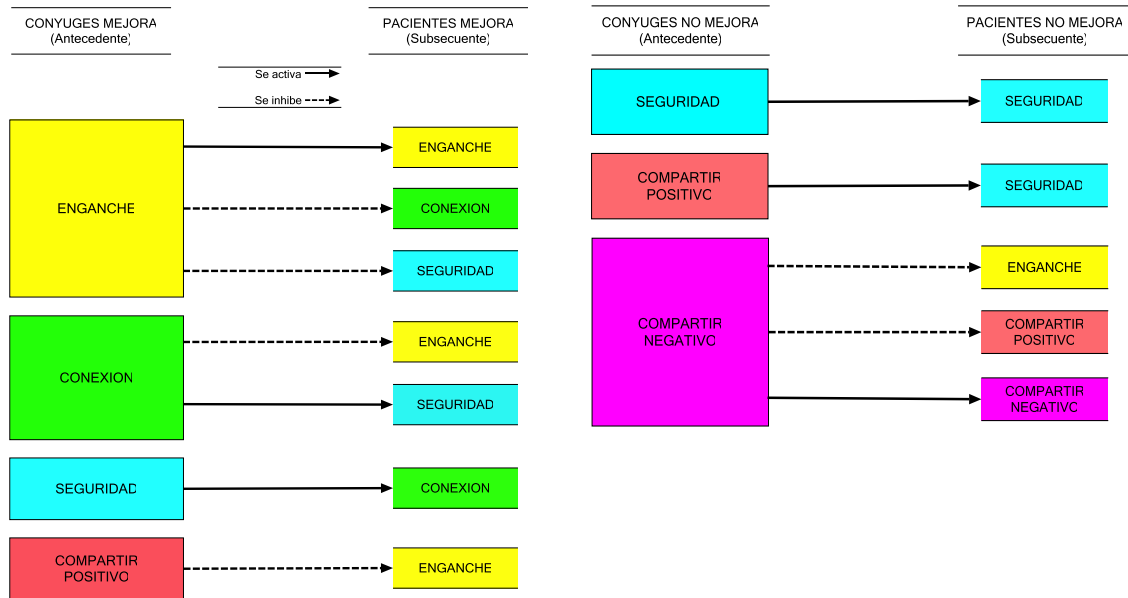 CONYUGES MEJORA
(Antecedente)
PACIENTES MEJORA
(Subsecuente)
Se activa
Se inhibe
ENGANCHE
ENGANCHE
CONEXION
SEGURIDAD
CONEXION
ENGANCHE
SEGURIDAD
SEGURIDAD
CONEXION
COMPARTIR
POSITIVO
ENGANCHE
CONYUGES NO MEJORA
(Antecedente)
PACIENTES NO MEJORA
(Subsecuente)
SEGURIDAD
SEGURIDAD
COMPARTIR
POSITIVO
SEGURIDAD
COMPARTIR
NEGATIVO
ENGANCHE
COMPARTIR
POSITIVO
COMPARTIR
NEGATIVO